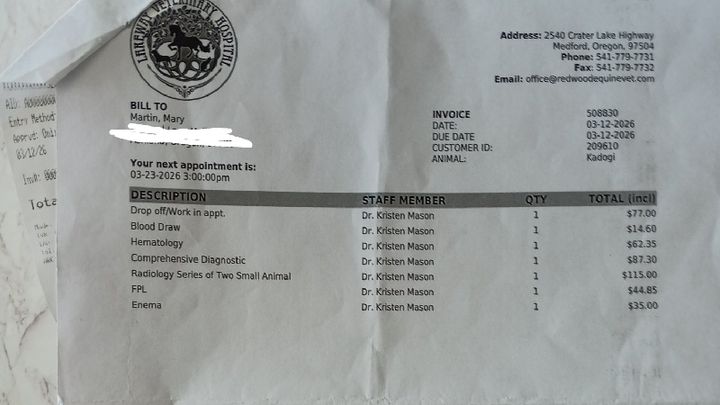 LAKEWAY VETERINARY HOSPITAL
Address: 2540 Crater Lake Highway
Medford, Oregon, 97504
Phone: 541-779-7731
Fax: 541-779-7732
Email: office@redwoodequinevet.com
BILL TO
Martin, Mary
INVOICE 508830
DATE: 03-12-2026
DUE DATE 03-12-2026
CUSTOMER ID: 209610
ANIMAL: Kadogi
Your next appointment is:
03-23-2026 3:00:00pm
DESCRIPTION STAFF MEMBER QTY TOTAL (incl)
Drop off/Work in appt. Dr. Kristen Mason 1 $77.00
Blood Draw Dr. Kristen Mason 1 $14.60
Hematology Dr. Kristen Mason 1 $62.35
Comprehensive Diagnostic Dr. Kristen Mason 1 $87.30
Radiology Series of Two Small Animal Dr. Kristen Mason 1 $115.00
FPL Dr. Kristen Mason 1 $44.85
Enema Dr. Kristen Mason 1 $35.00
Entry Method
03/12/26
Tota